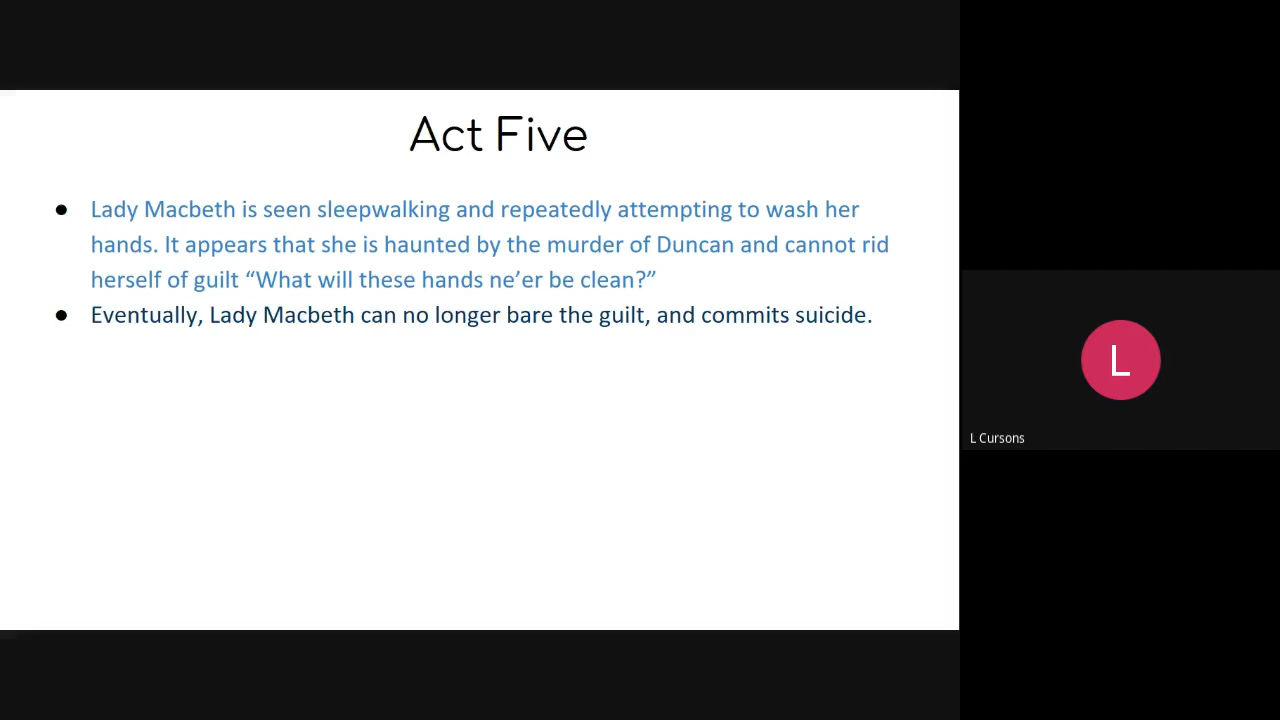 Act Five
● Lady Macbeth is seen sleepwalking and repeatedly attempting to wash her
hands. It appears that she is haunted by the murder of Duncan and cannot rid
herself of guilt “What will these hands ne’er be clean?”
● Eventually, Lady Macbeth can no longer bare the guilt, and commits suicide.
L
L Cursons